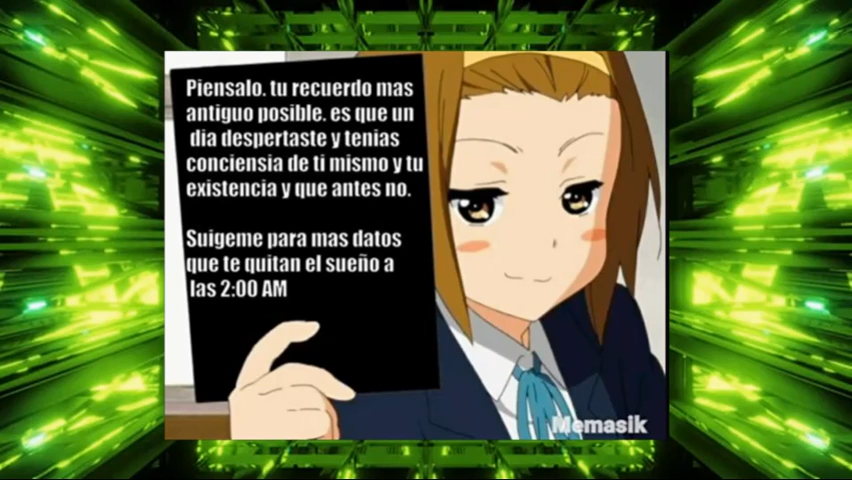 Piensalo. tu recuerdo mas
antiguo posible. es que un
dia despertaste y tenias
conciensia de ti mismo y tu
existencia y que antes no.
Suigeme para mas datos
que te quitan el sueño a
las 2:00 AM
Memasik